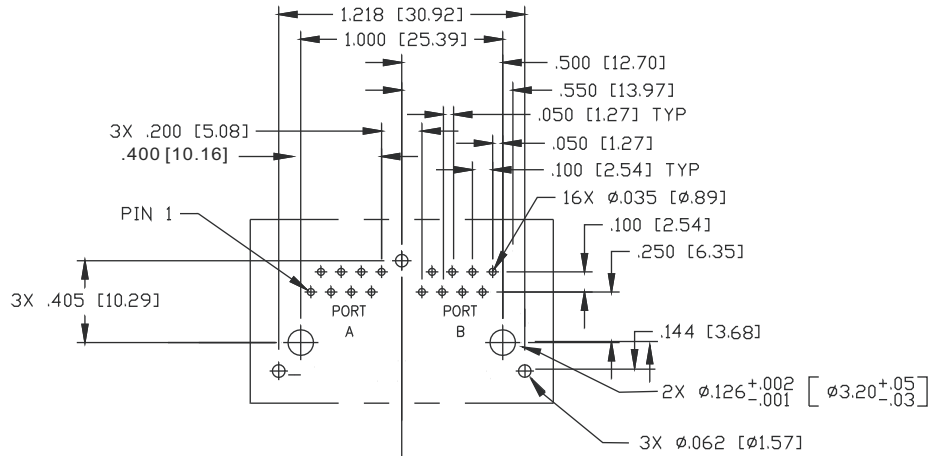 1.218 [30.92]
1.000 [25.39]
.500 [12.70]
.550 [13.97]
.050 [1.27] TYP
3X .200 [5.08]
.050 [1.27]
.400 [10.16]
.100 [2.54] TYP
16X ø.035 [ø.89]
PIN 1
.100 [2.54]
.250 [6.35]
3X .405 [10.29]
PORT
A
PORT
B
.144 [3.68]
2X ø.126 +.002 -.001 [ ø3.20 +.05 -.03 ]
3X ø.062 [ø1.57]